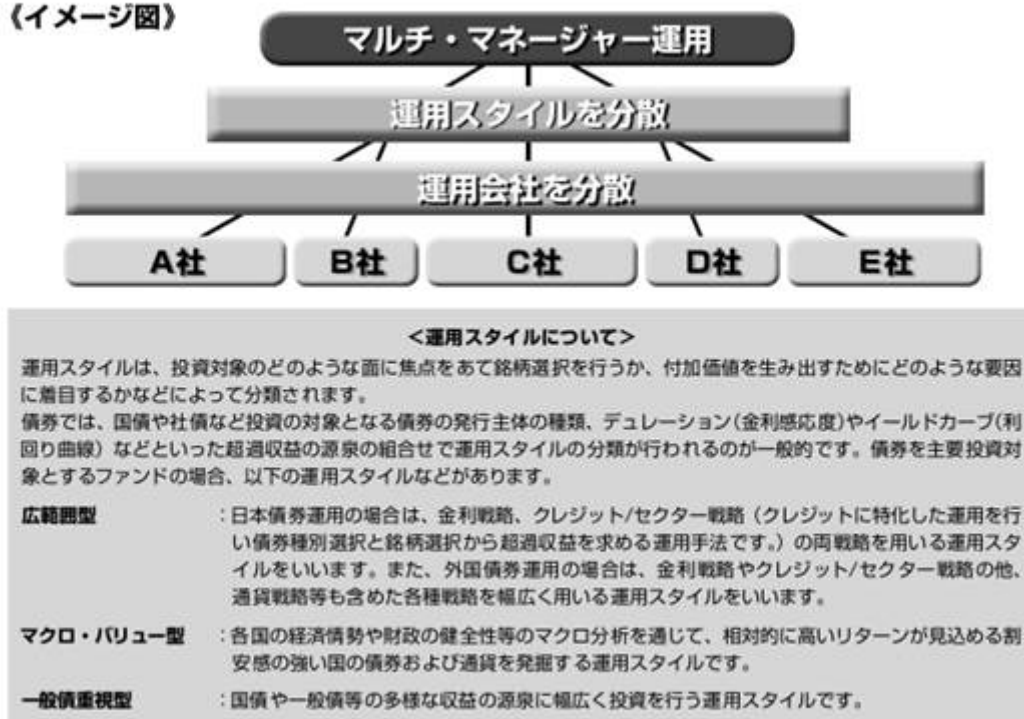 《イメージ図》
マルチ・マネージャー運用
運用スタイルを分散
運用会社を分散
A社 B社 C社 D社 E社
＜運用スタイルについて＞
運用スタイルは、投資対象のどのような面に焦点をあて銘柄選択を行うか、付加価値を生み出すためにどのような要因
に着目するかなどによって分類されます。
債券では、国債や社債など投資の対象となる債券の発行主体の種類、デュレーション（金利感応度）やイールドカーブ（利
回り曲線）などといった超過収益の源泉の組合せで運用スタイルの分類が行われるのが一般的です。債券を主要投資対
象とするファンドの場合、以下の運用スタイルなどがあります。
広範囲型 ：日本債券運用の場合は、金利戦略、クレジット/セクター戦略（クレジットに特化した運用を行
い債券種別選択と銘柄選択から超過収益を求める運用手法です。）の両戦略を用いる運用スタ
イルをいいます。また、外国債券運用の場合は、金利戦略やクレジット/セクター戦略の他、
通貨戦略等も含めた各種戦略を幅広く用いる運用スタイルをいいます。
マクロ・バリュー型 ：各国の経済情勢や財政の健全性等のマクロ分析を通じて、相対的に高いリターンが見込める割
安感の強い国の債券および通貨を発掘する運用スタイルです。
一般債重視型 ：国債や一般債等の多様な収益の源泉に幅広く投資を行う運用スタイルです。